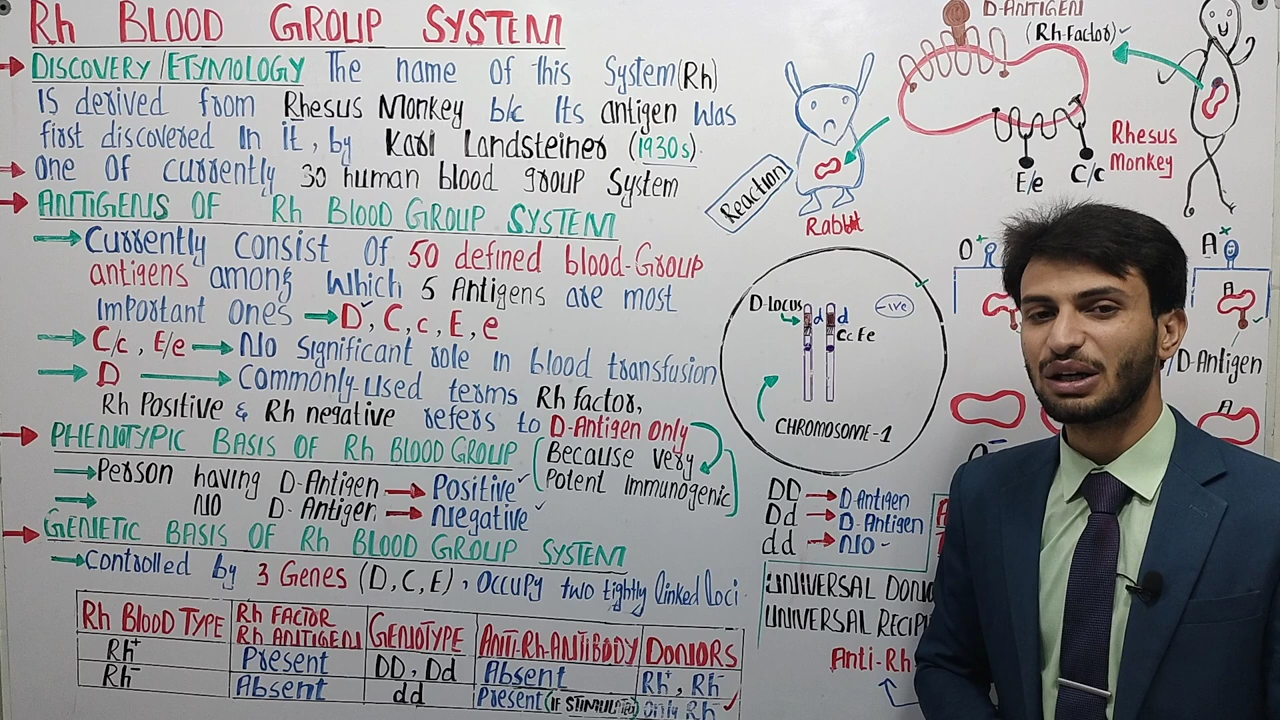 Rh BLOOD GROUP SYSTEM
DISCOVERY/ETYMOLOGY The name of this System(Rh)
is derived from Rhesus Monkey b/c Its antigen was
first discovered in it, by Karl Landsteiner (1930s).
One of currently 30 human blood group System
ANTIGENS OF Rh BLOOD GROUP SYSTEM
Currently consist of 50 defined blood-Group
antigens among which 5 Antigens are most
important ones → D, C, c, E, e
C/c, E/e → No significant role in blood transfusion
D → Commonly-used terms Rh factor,
Rh Positive & Rh negative refers to D-Antigen only
(Because very
Potent Immunogenic)
PHENOTYPIC BASIS OF Rh BLOOD GROUP
Person having D-Antigen → Positive
NO D-Antigen → Negative
GENETIC BASIS OF Rh BLOOD GROUP SYSTEM
Controlled by 3 Genes (D, C, E), occupy two tightly linked loci.
Rh BLOOD TYPE Rh FACTOR Rh ANTIGEN GENOTYPE ANTI-Rh-ANTIBODY DONORS
Rh+ Present DD, Dd Absent Rh+, Rh-
Rh- Absent dd Present (IF STIMULATED) only Rh-
D-ANTIGEN
(Rh-Factor)
E/e
C/c
Rhesus
Monkey
Reaction
Rabbit
D-LOCUS
d d
-ive
Cc Ee
CHROMOSOME-1
DD → D-Antigen
Dd → D-Antigen
dd → NO
UNIVERSAL
UNIVERSAL
Anti-Rh
O+
A+
A
D-Antigen
A